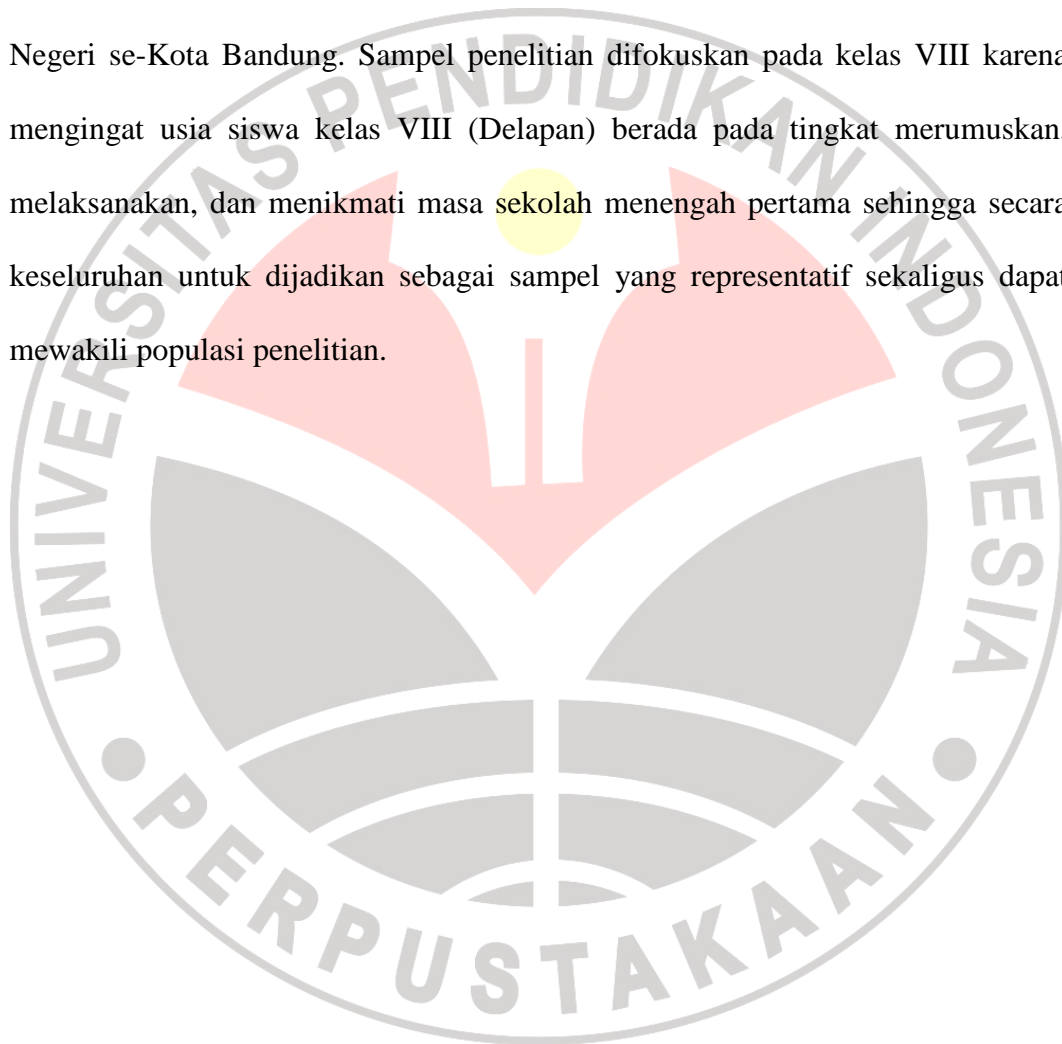 Negeri se-Kota Bandung. Sampel penelitian difokuskan pada kelas VIII karena
mengingat usia siswa kelas VIII (Delapan) berada pada tingkat merumuskan,
melaksanakan, dan menikmati masa sekolah menengah pertama sehingga secara
keseluruhan untuk dijadikan sebagai sampel yang representatif sekaligus dapat
mewakili populasi penelitian.
UNIVERSITAS PENDIDIKAN INDONESIA
PERPUSTAKAAN